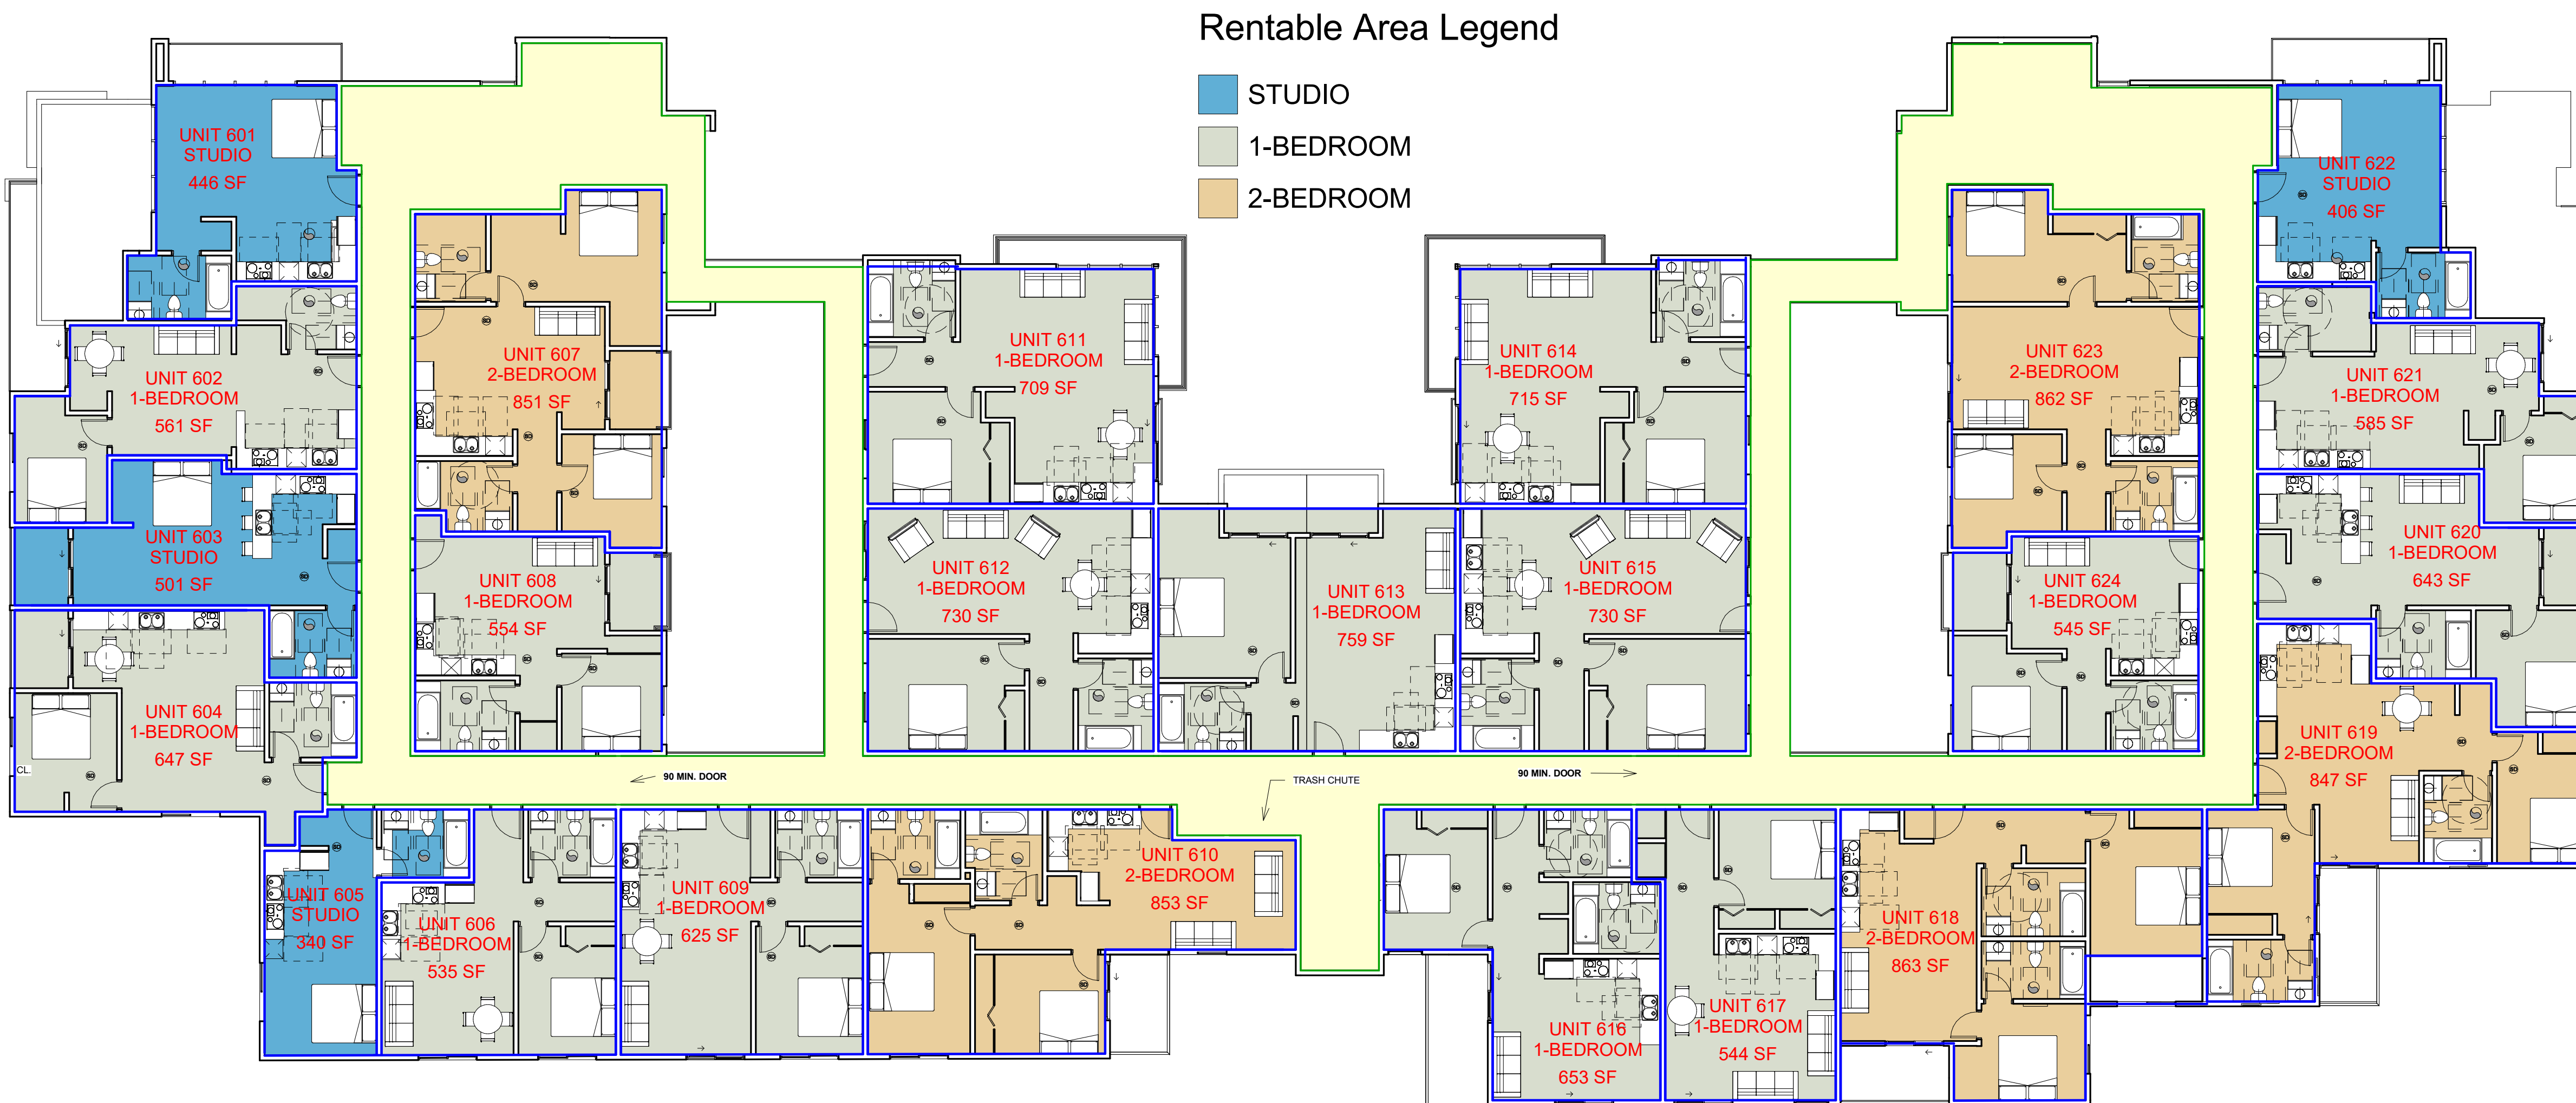 Rentable Area Legend
STUDIO
1-BEDROOM
2-BEDROOM
UNIT 601
STUDIO
446 SF
UNIT 602
1-BEDROOM
561 SF
UNIT 603
STUDIO
501 SF
UNIT 604
1-BEDROOM
647 SF
CL.
UNIT 605
STUDIO
340 SF
UNIT 606
1-BEDROOM
535 SF
UNIT 607
2-BEDROOM
851 SF
UNIT 608
1-BEDROOM
554 SF
UNIT 609
1-BEDROOM
625 SF
UNIT 610
2-BEDROOM
853 SF
UNIT 611
1-BEDROOM
709 SF
UNIT 612
1-BEDROOM
730 SF
UNIT 613
1-BEDROOM
759 SF
UNIT 614
1-BEDROOM
715 SF
UNIT 615
1-BEDROOM
730 SF
90 MIN. DOOR
TRASH CHUTE
90 MIN. DOOR
UNIT 616
1-BEDROOM
653 SF
UNIT 617
1-BEDROOM
544 SF
UNIT 618
2-BEDROOM
863 SF
UNIT 619
2-BEDROOM
847 SF
UNIT 620
1-BEDROOM
643 SF
UNIT 621
1-BEDROOM
585 SF
UNIT 622
STUDIO
406 SF
UNIT 623
2-BEDROOM
862 SF
UNIT 624
1-BEDROOM
545 SF